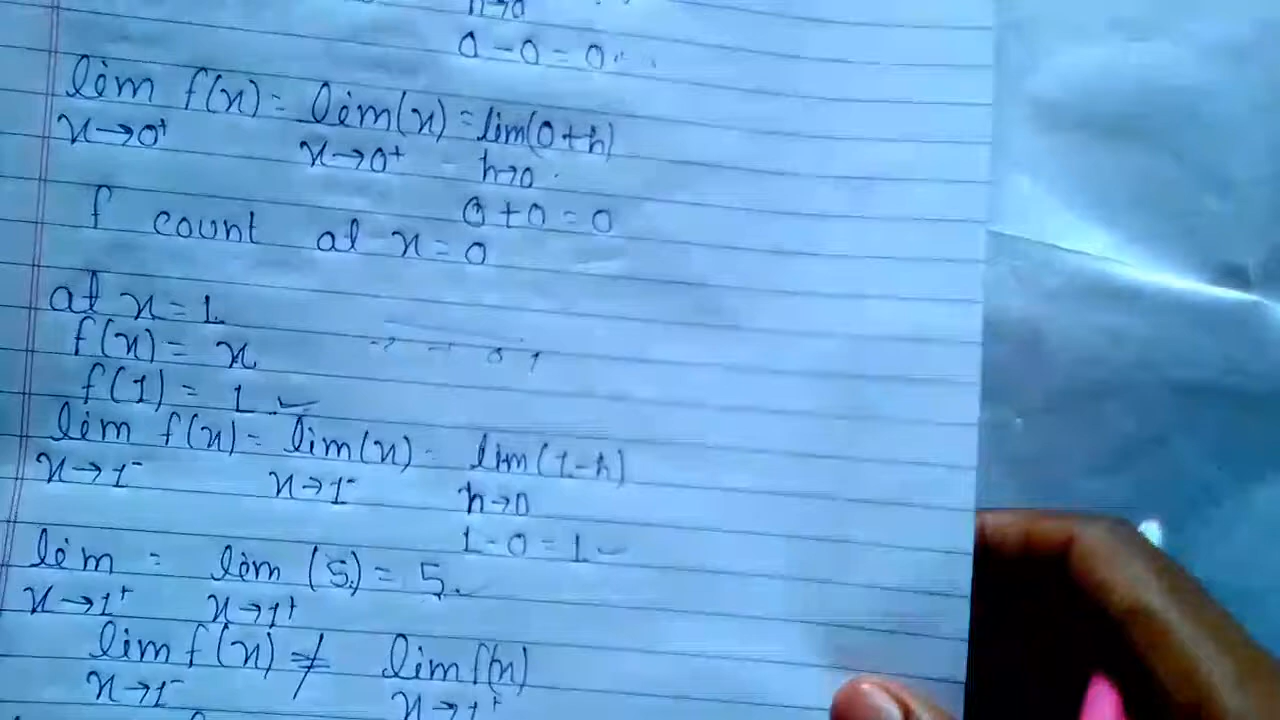 h→0
0-0=0
lim f(x) = lim(x) = lim(0+h)
x→0⁺ x→0⁺ h→0
0+0=0
f count at x=0
at x=1
f(x) = x
f(1) = 1 ✓
lim f(x) = lim(x) = lim(1-h)
x→1⁻ x→1⁻ h→0
1-0=1
lim = lim (5) = 5.
x→1⁺ x→1⁺
lim f(x) ≠ lim f(x)
x→1⁻ x→1⁺